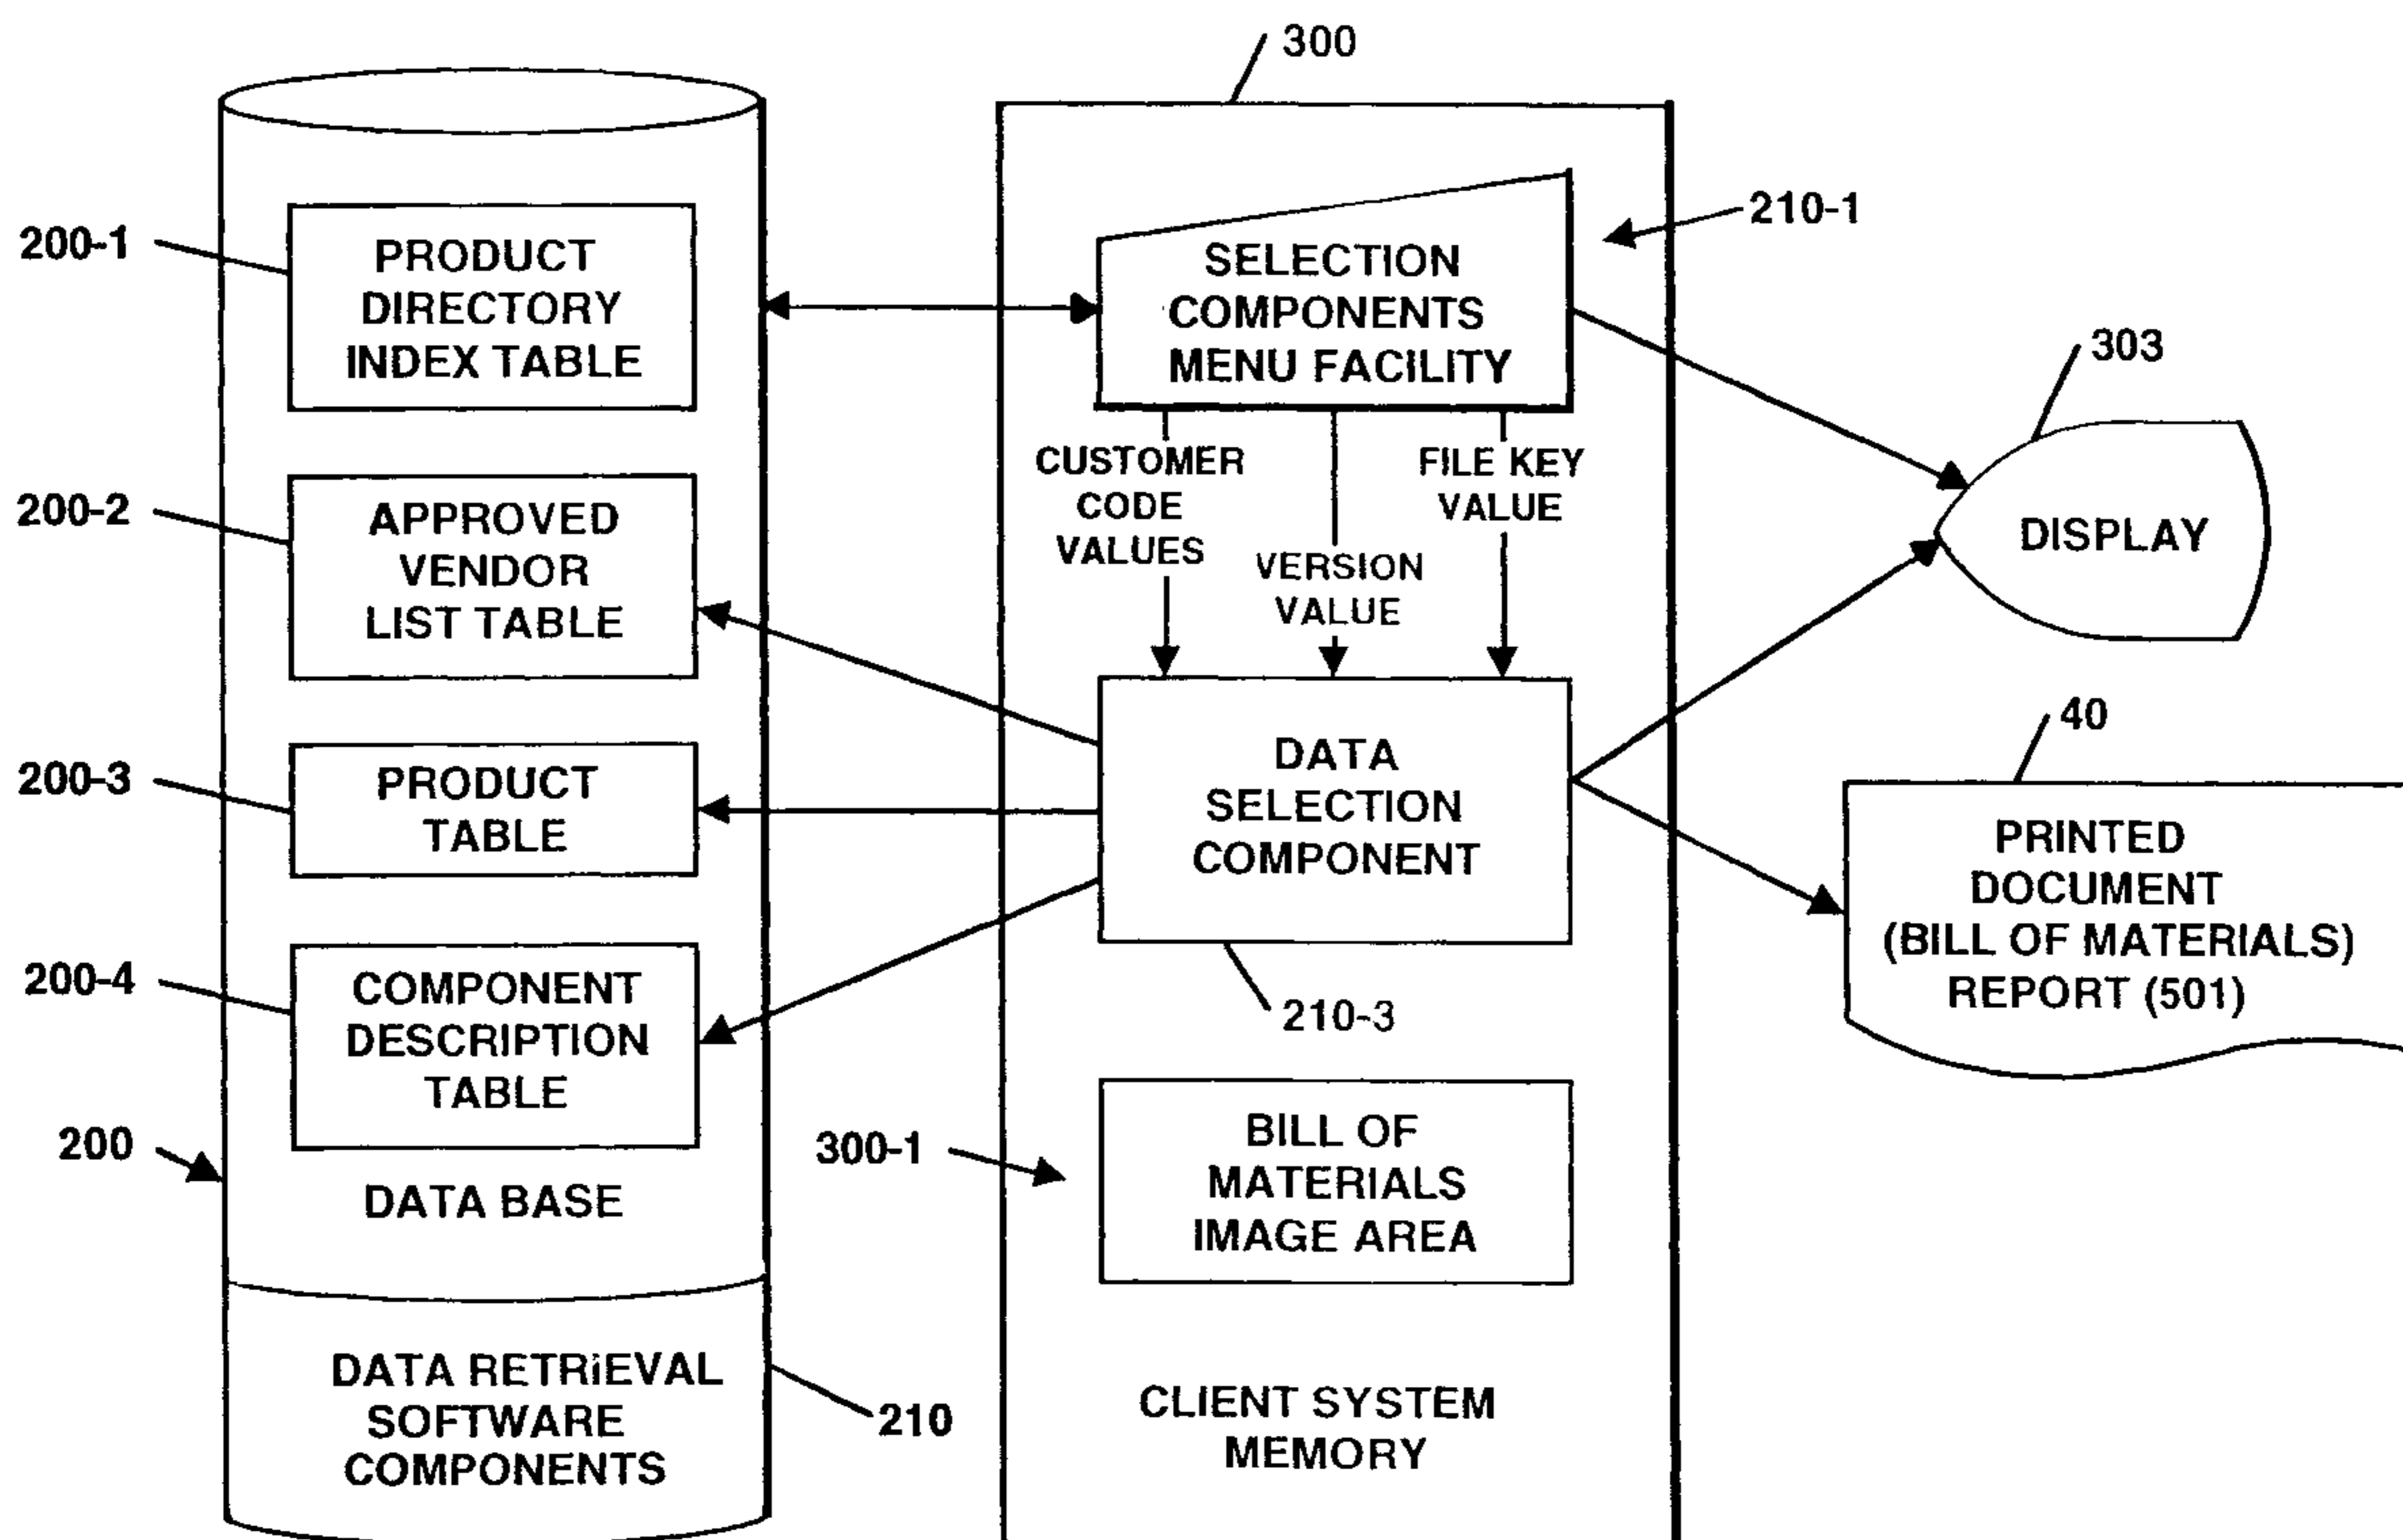 300
200-1
PRODUCT
DIRECTORY
INDEX TABLE
200-2
APPROVED
VENDOR
LIST TABLE
200-3
PRODUCT
TABLE
200-4
COMPONENT
DESCRIPTION
TABLE
200
DATA BASE
DATA RETRIEVAL
SOFTWARE
COMPONENTS
210
210-1
SELECTION
COMPONENTS
MENU FACILITY
CUSTOMER
CODE
VALUES
VERSION
VALUE
FILE KEY
VALUE
DATA
SELECTION
COMPONENT
210-3
300-1
BILL OF
MATERIALS
IMAGE AREA
CLIENT SYSTEM
MEMORY
303
DISPLAY
40
PRINTED
DOCUMENT
(BILL OF MATERIALS)
REPORT (501)